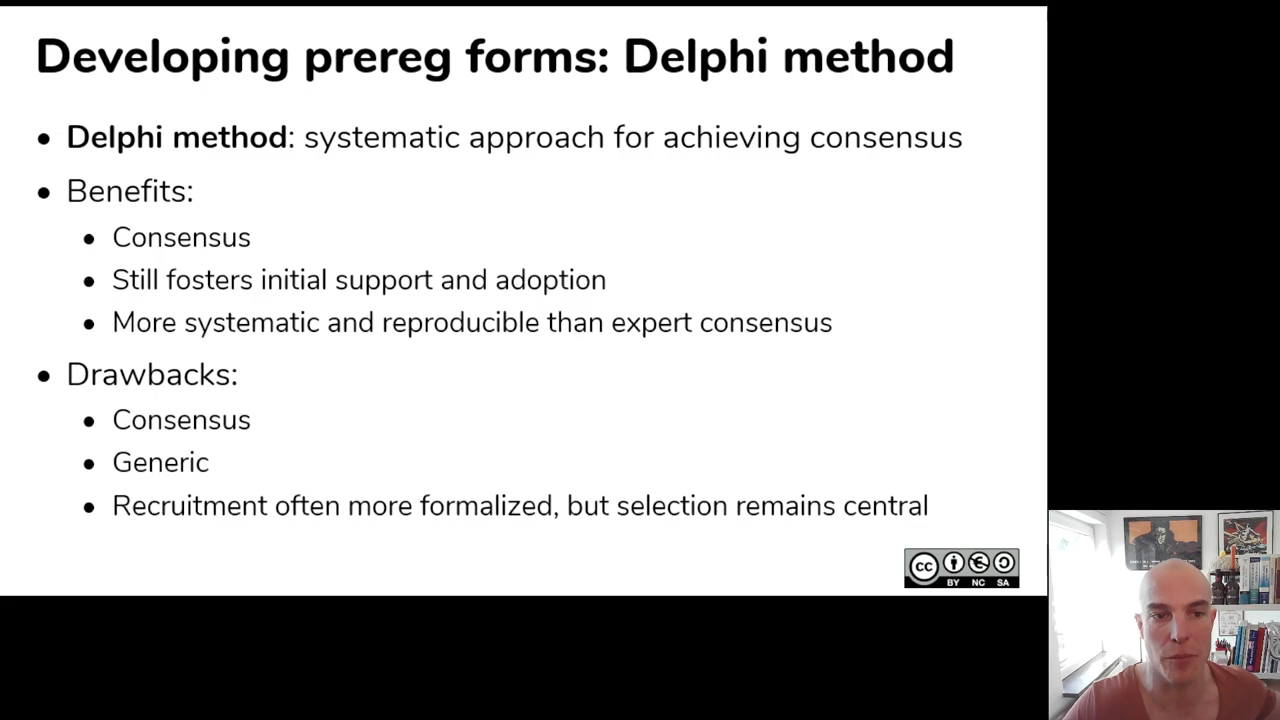 Developing prereg forms: Delphi method
• Delphi method: systematic approach for achieving consensus
• Benefits:
• Consensus
• Still fosters initial support and adoption
• More systematic and reproducible than expert consensus
• Drawbacks:
• Consensus
• Generic
• Recruitment often more formalized, but selection remains central
cc
BY NC SA